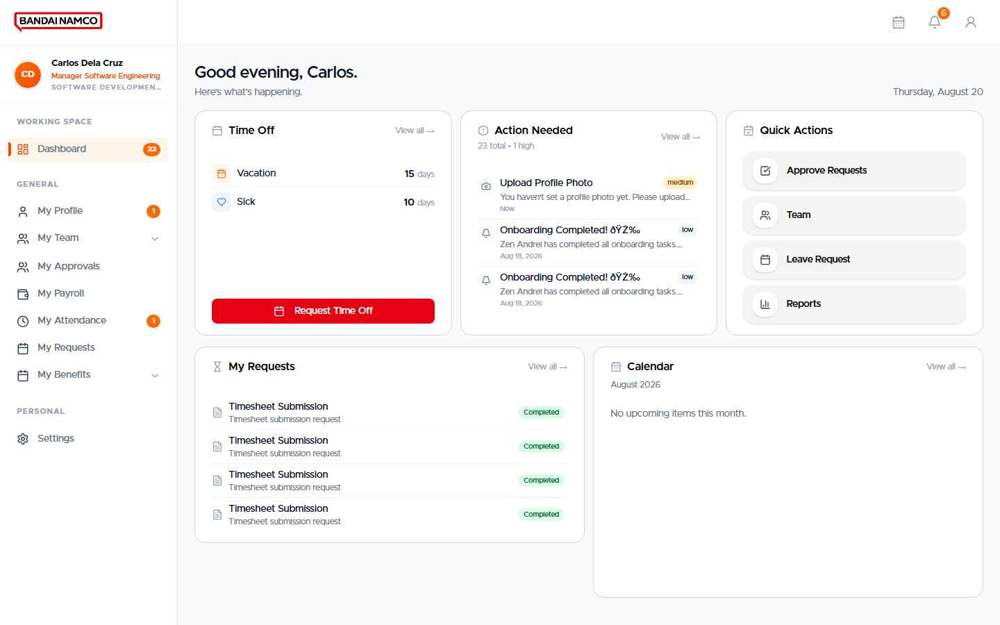 BANDAI NAMCO
6
CD
Carlos Dela Cruz
Manager Software Engineering
SOFTWARE DEVELOPMEN...
WORKING SPACE
Dashboard 22
GENERAL
My Profile 1
My Team
My Approvals
My Payroll
My Attendance 1
My Requests
My Benefits
PERSONAL
Settings
Good evening, Carlos.
Here's what's happening.
Thursday, August 20
Time Off
View all →
Vacation 15 days
Sick 10 days
Request Time Off
Action Needed
23 total • 1 high
View all →
Upload Profile Photo medium
You haven't set a profile photo yet. Please upload...
New
Onboarding Completed! ðŸŽ‰ low
Zen Andrei has completed all onboarding tasks....
Aug 18, 2026
Onboarding Completed! ðŸŽ‰ low
Zen Andrei has completed all onboarding tasks....
Aug 18, 2026
Quick Actions
Approve Requests
Team
Leave Request
Reports
My Requests
View all →
Timesheet Submission
Timesheet submission request
Completed
Timesheet Submission
Timesheet submission request
Completed
Timesheet Submission
Timesheet submission request
Completed
Timesheet Submission
Timesheet submission request
Completed
Calendar
View all →
August 2026
No upcoming items this month.